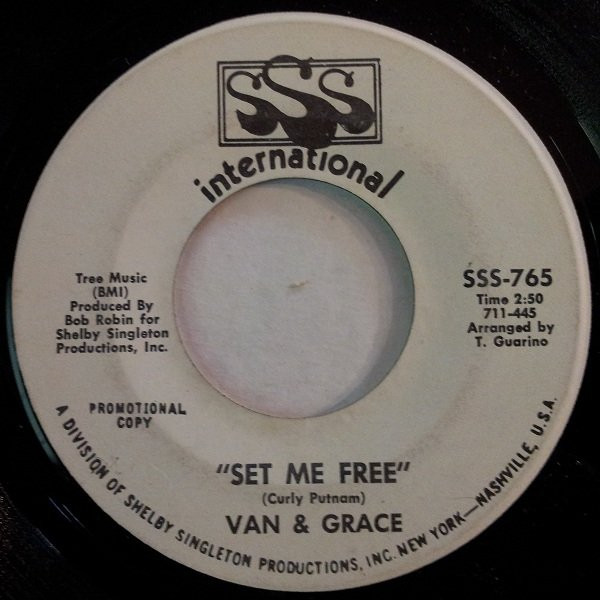 SSS
international
Tree Music
(BMI)
Produced By
Bob Robin for
Shelby Singleton
Productions, Inc.
SSS-765
Time 2:50
711-445
Arranged by
T. Guarino
PROMOTIONAL
COPY
"SET ME FREE"
(Curly Putnam)
VAN & GRACE
A DIVISION OF SHELBY SINGLETON PRODUCTIONS, INC. NEW YORK—NASHVILLE, U.S.A.